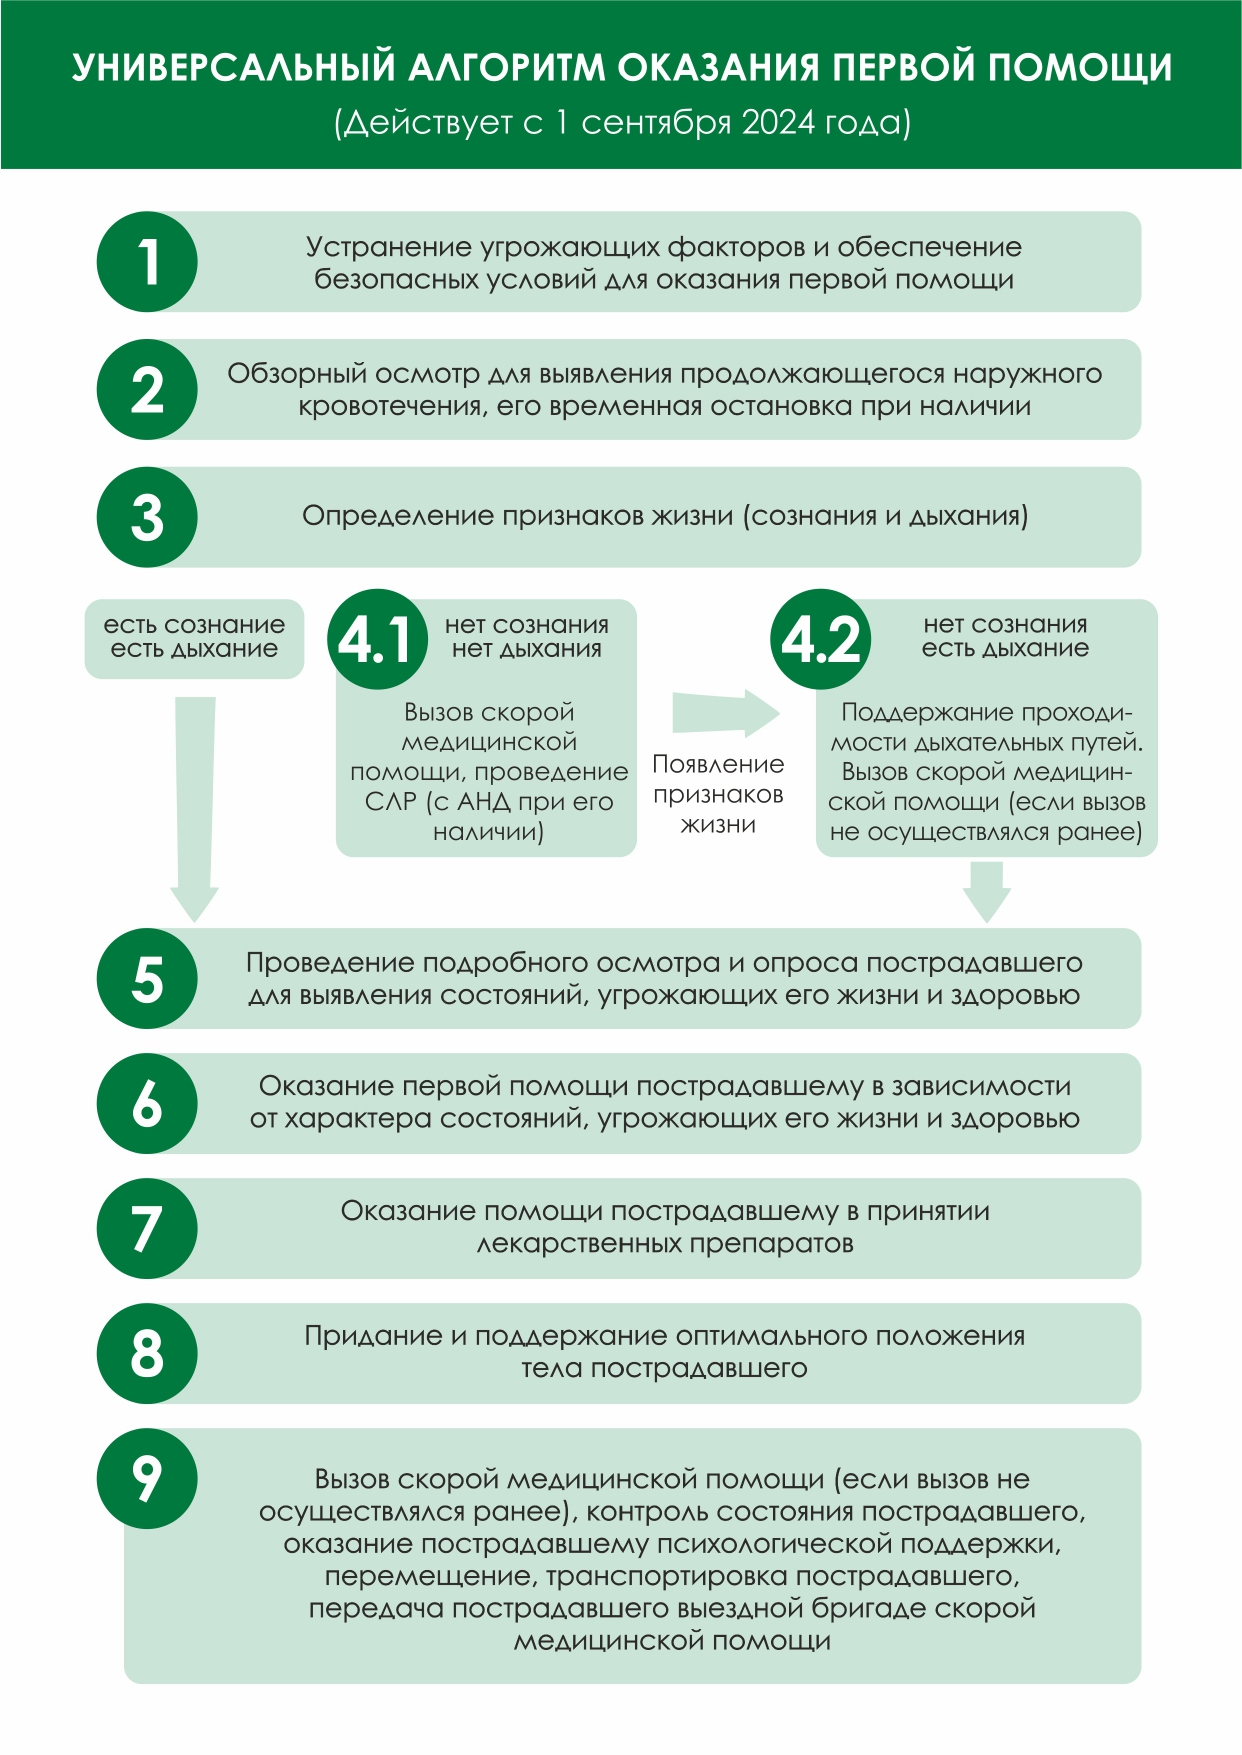 УНИВЕРСАЛЬНЫЙ АЛГОРИТМ ОКАЗАНИЯ ПЕРВОЙ ПОМОЩИ
(Действует с 1 сентября 2024 года)
1
Устранение угрожающих факторов и обеспечение
безопасных условий для оказания первой помощи
2
Обзорный осмотр для выявления продолжающегося наружного
кровотечения, его временная остановка при наличии
3
Определение признаков жизни (сознания и дыхания)
есть сознание
есть дыхание
4.1
нет сознания
нет дыхания
Вызов скорой
медицинской
помощи, проведение
СЛР (с АНД при его
наличии)
Появление
признаков
жизни
4.2
нет сознания
есть дыхание
Поддержание проходи-
мости дыхательных путей.
Вызов скорой медицин-
ской помощи (если вызов
не осуществлялся ранее)
5
Проведение подробного осмотра и опроса пострадавшего
для выявления состояний, угрожающих его жизни и здоровью
6
Оказание первой помощи пострадавшему в зависимости
от характера состояний, угрожающих его жизни и здоровью
7
Оказание помощи пострадавшему в принятии
лекарственных препаратов
8
Придание и поддержание оптимального положения
тела пострадавшего
9
Вызов скорой медицинской помощи (если вызов не
осуществлялся ранее), контроль состояния пострадавшего,
оказание пострадавшему психологической поддержки,
перемещение, транспортировка пострадавшего,
передача пострадавшего выездной бригаде скорой
медицинской помощи